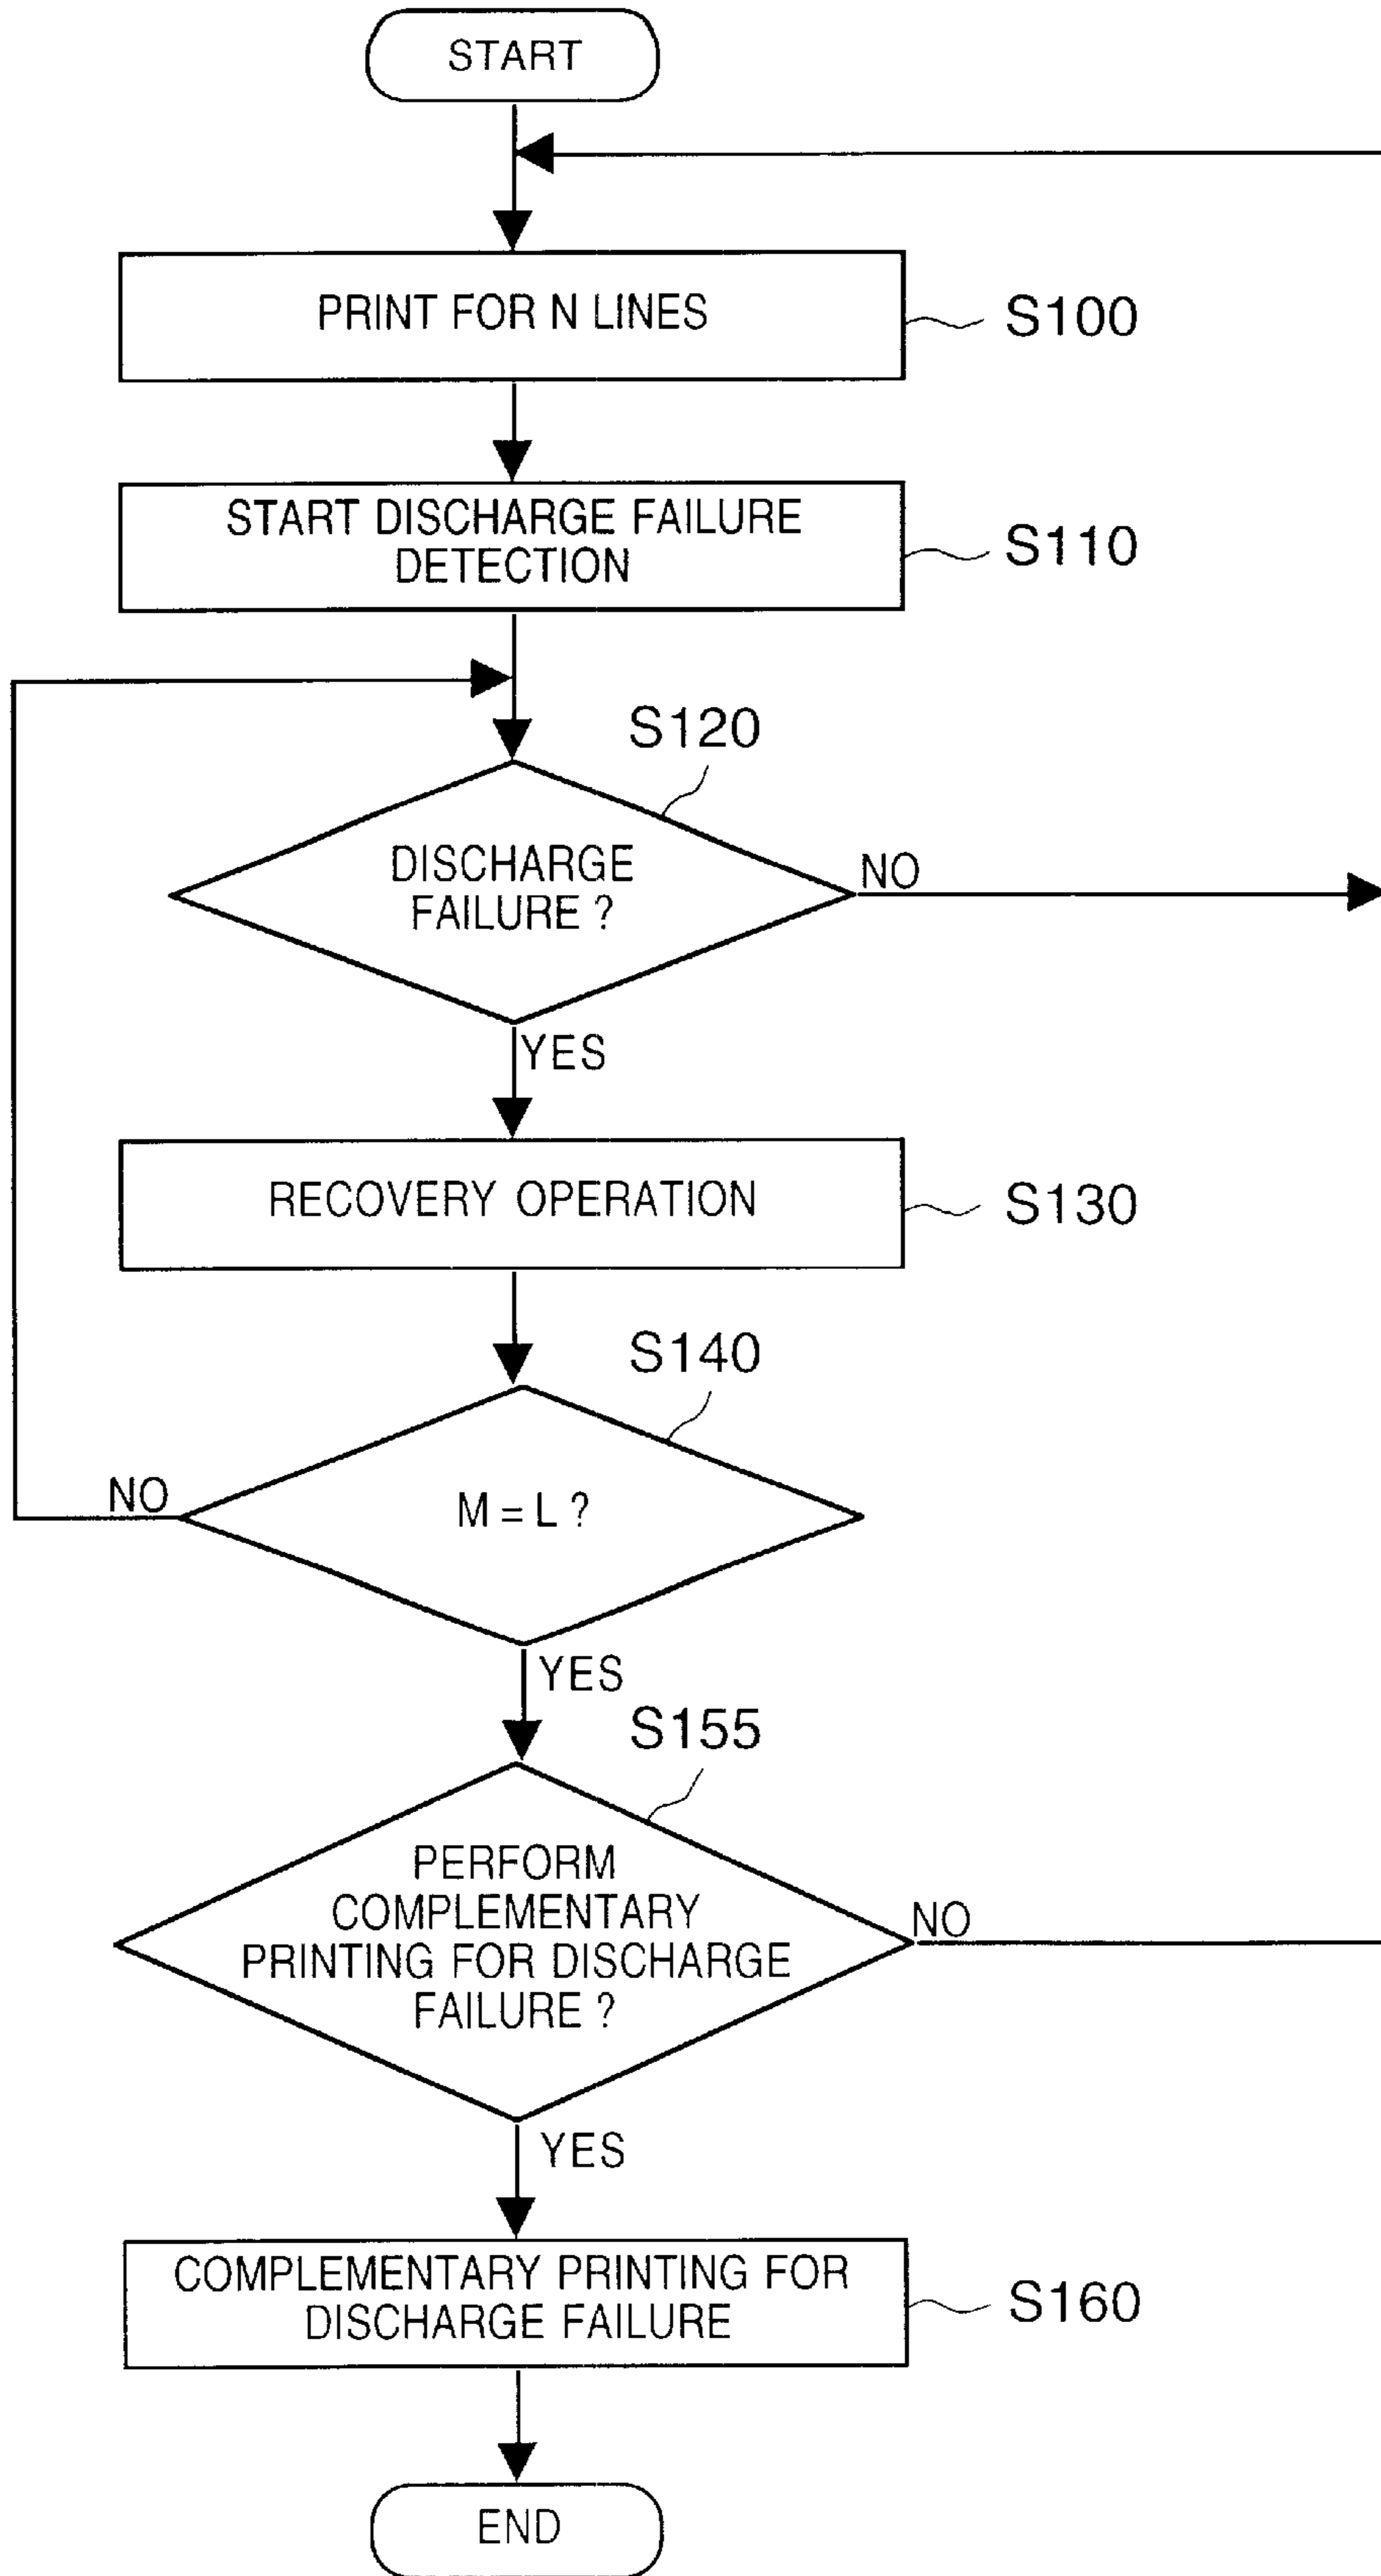 START
PRINT FOR N LINES
S100
START DISCHARGE FAILURE
DETECTION
S110
S120
DISCHARGE
FAILURE ?
NO
YES
RECOVERY OPERATION
S130
S140
NO
M = L ?
YES
S155
PERFORM
COMPLEMENTARY
PRINTING FOR DISCHARGE
FAILURE ?
NO
YES
COMPLEMENTARY PRINTING FOR
DISCHARGE FAILURE
S160
END